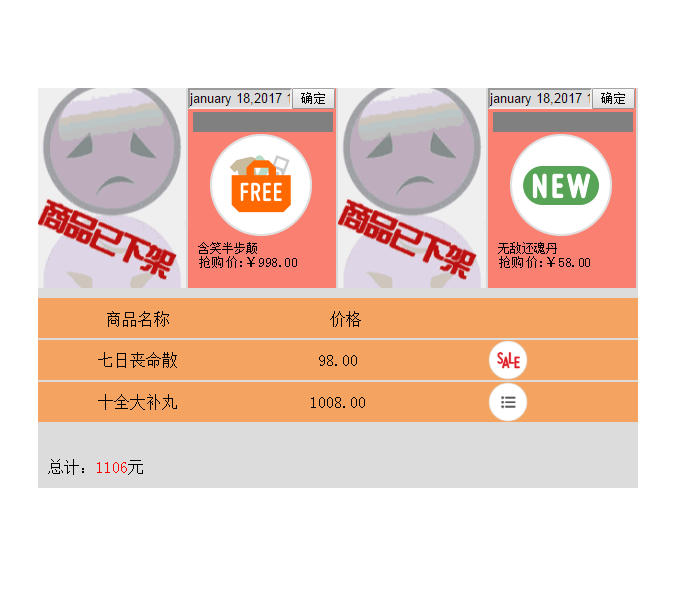 january 18,2017 1 确定
january 18,2017 1 确定
FREE
NEW
商品已下架
商品已下架
含笑半步颠
抢购价:￥998.00
无敌还魂丹
抢购价:￥58.00
商品名称 价格
七日丧命散 98.00 SALE
十全大补丸 1008.00
总计：1106元